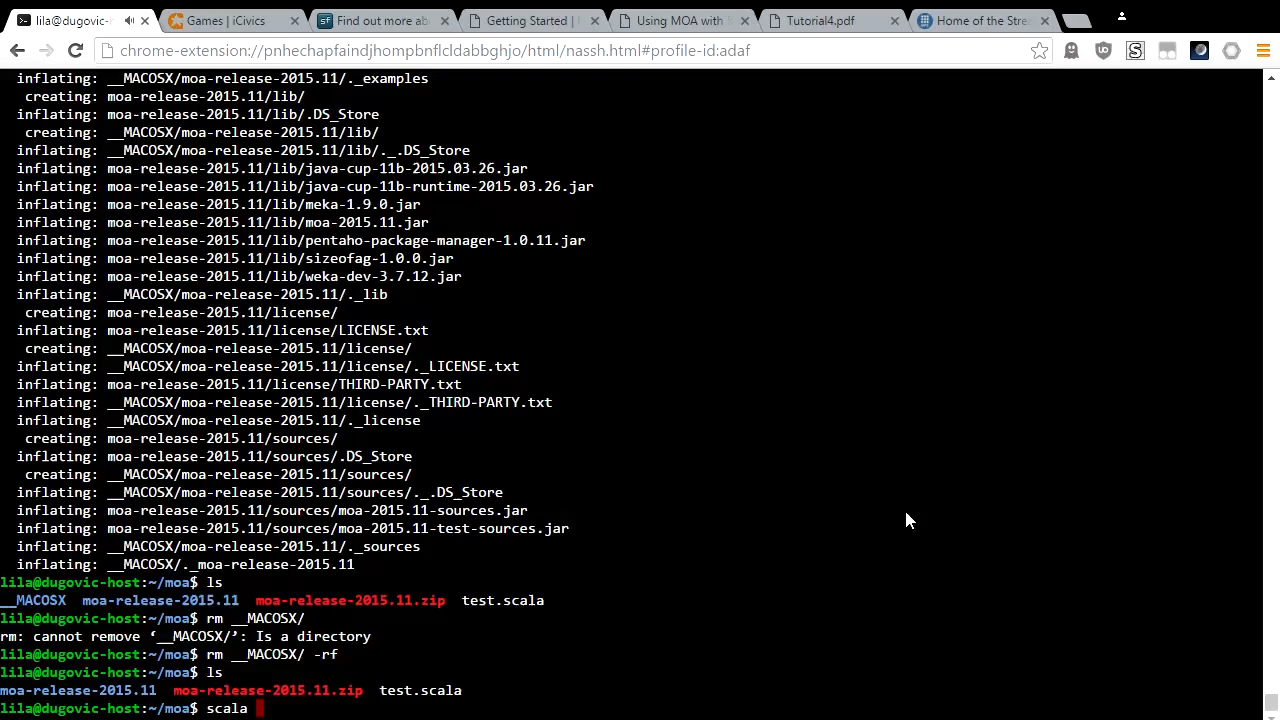 lila@dugovic-h
Games | iCivics
Find out more abo
Getting Started |
Using MOA with S
Tutorial4.pdf
Home of the Stre
chrome-extension://pnhechapfaindjhompbnflcldabbghjo/html/nassh.html#profile-id:adaf
inflating: __MACOSX/moa-release-2015.11/._examples
creating: moa-release-2015.11/lib/
inflating: moa-release-2015.11/lib/.DS_Store
creating: __MACOSX/moa-release-2015.11/lib/
inflating: __MACOSX/moa-release-2015.11/lib/._.DS_Store
inflating: moa-release-2015.11/lib/java-cup-11b-2015.03.26.jar
inflating: moa-release-2015.11/lib/java-cup-11b-runtime-2015.03.26.jar
inflating: moa-release-2015.11/lib/meka-1.9.0.jar
inflating: moa-release-2015.11/lib/moa-2015.11.jar
inflating: moa-release-2015.11/lib/pentaho-package-manager-1.0.11.jar
inflating: moa-release-2015.11/lib/sizeofag-1.0.0.jar
inflating: moa-release-2015.11/lib/weka-dev-3.7.12.jar
inflating: __MACOSX/moa-release-2015.11/._lib
creating: moa-release-2015.11/license/
inflating: moa-release-2015.11/license/LICENSE.txt
creating: __MACOSX/moa-release-2015.11/license/
inflating: __MACOSX/moa-release-2015.11/license/._LICENSE.txt
inflating: moa-release-2015.11/license/THIRD-PARTY.txt
inflating: __MACOSX/moa-release-2015.11/license/._THIRD-PARTY.txt
inflating: __MACOSX/moa-release-2015.11/._license
creating: moa-release-2015.11/sources/
inflating: moa-release-2015.11/sources/.DS_Store
creating: __MACOSX/moa-release-2015.11/sources/
inflating: __MACOSX/moa-release-2015.11/sources/._.DS_Store
inflating: moa-release-2015.11/sources/moa-2015.11-sources.jar
inflating: moa-release-2015.11/sources/moa-2015.11-test-sources.jar
inflating: __MACOSX/moa-release-2015.11/._sources
inflating: __MACOSX/._moa-release-2015.11
lila@dugovic-host:~/moa$ ls
__MACOSX moa-release-2015.11 moa-release-2015.11.zip test.scala
lila@dugovic-host:~/moa$ rm __MACOSX/
rm: cannot remove ‘__MACOSX/’: Is a directory
lila@dugovic-host:~/moa$ rm __MACOSX/ -rf
lila@dugovic-host:~/moa$ ls
moa-release-2015.11 moa-release-2015.11.zip test.scala
lila@dugovic-host:~/moa$ scala